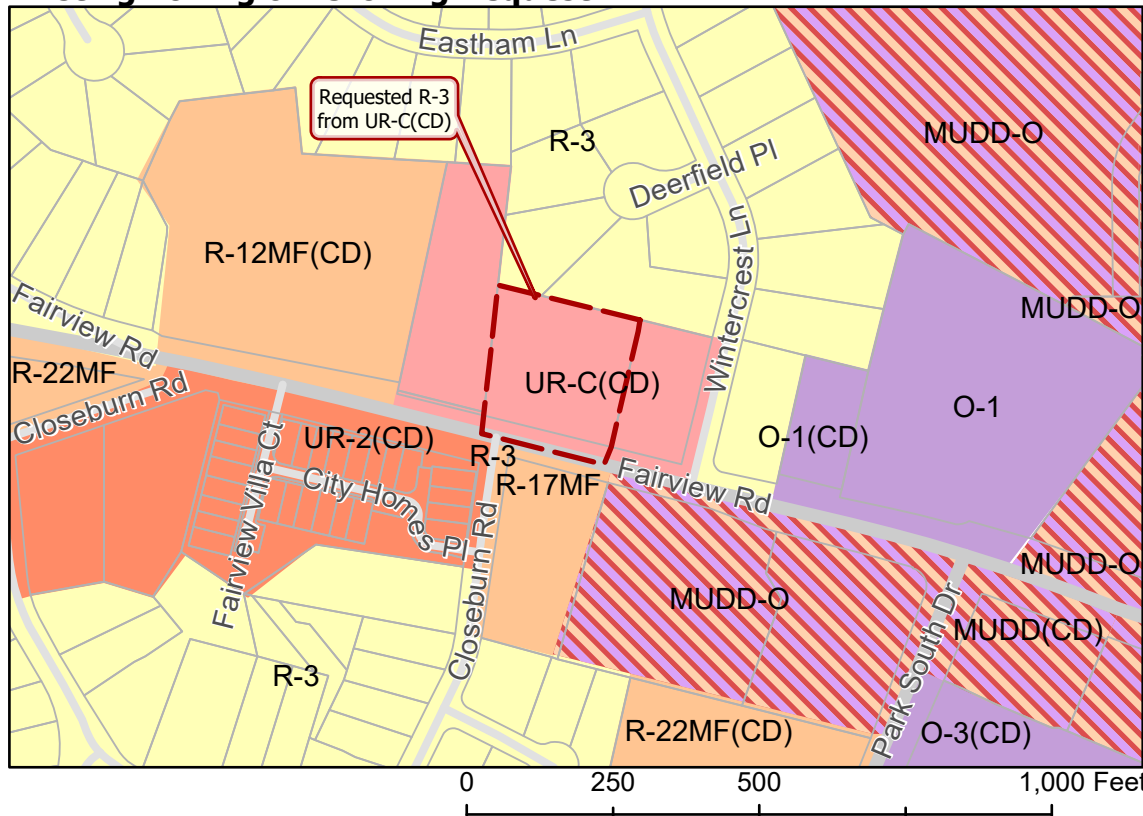 Eastham Ln
MUDD-O
Requested R-3
from UR-C(CD)
R-3
Deerfield Pl
Wintercrest Ln
R-12MF(CD)
MUDD-O
Fairview Rd
R-22MF
Closeburn Rd
UR-C(CD)
O-1
UR-2(CD)
O-1(CD)
R-3
R-17MF
Fairview Rd
Fairview Villa Ct
City Homes Pl
Closeburn Rd
MUDD-O
MUDD-O
MUDD(CD)
Park South Dr
R-3
R-22MF(CD)
O-3(CD)
0 250 500 1,000 Feet